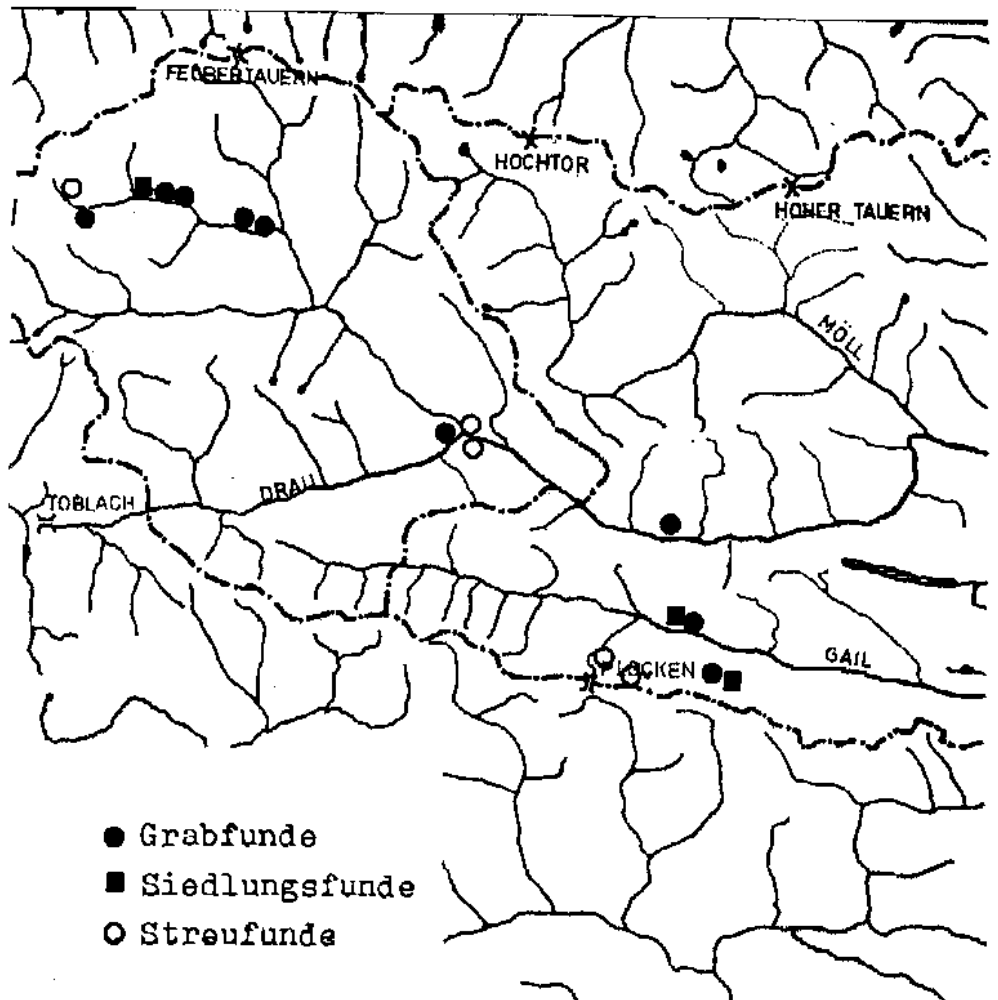 FELBERTAUERN
HOCHTOR
HOHER TAUERN
MÖLL
DRAU
TOBLACH
GAIL
PLÖCKEN
Grabfunde
Siedlungsfunde
Streufunde